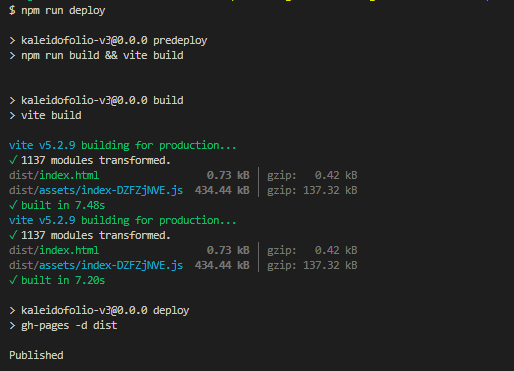 $ npm run deploy
> kaleidofolio-v3@0.0.0 predeploy
> npm run build && vite build
> kaleidofolio-v3@0.0.0 build
> vite build
vite v5.2.9 building for production...
✓ 1137 modules transformed.
dist/index.html 0.73 kB │ gzip: 0.42 kB
dist/assets/index-DZFZjNVE.js 434.44 kB │ gzip: 137.32 kB
✓ built in 7.48s
vite v5.2.9 building for production...
✓ 1137 modules transformed.
dist/index.html 0.73 kB │ gzip: 0.42 kB
dist/assets/index-DZFZjNVE.js 434.44 kB │ gzip: 137.32 kB
✓ built in 7.20s
> kaleidofolio-v3@0.0.0 deploy
> gh-pages -d dist
Published